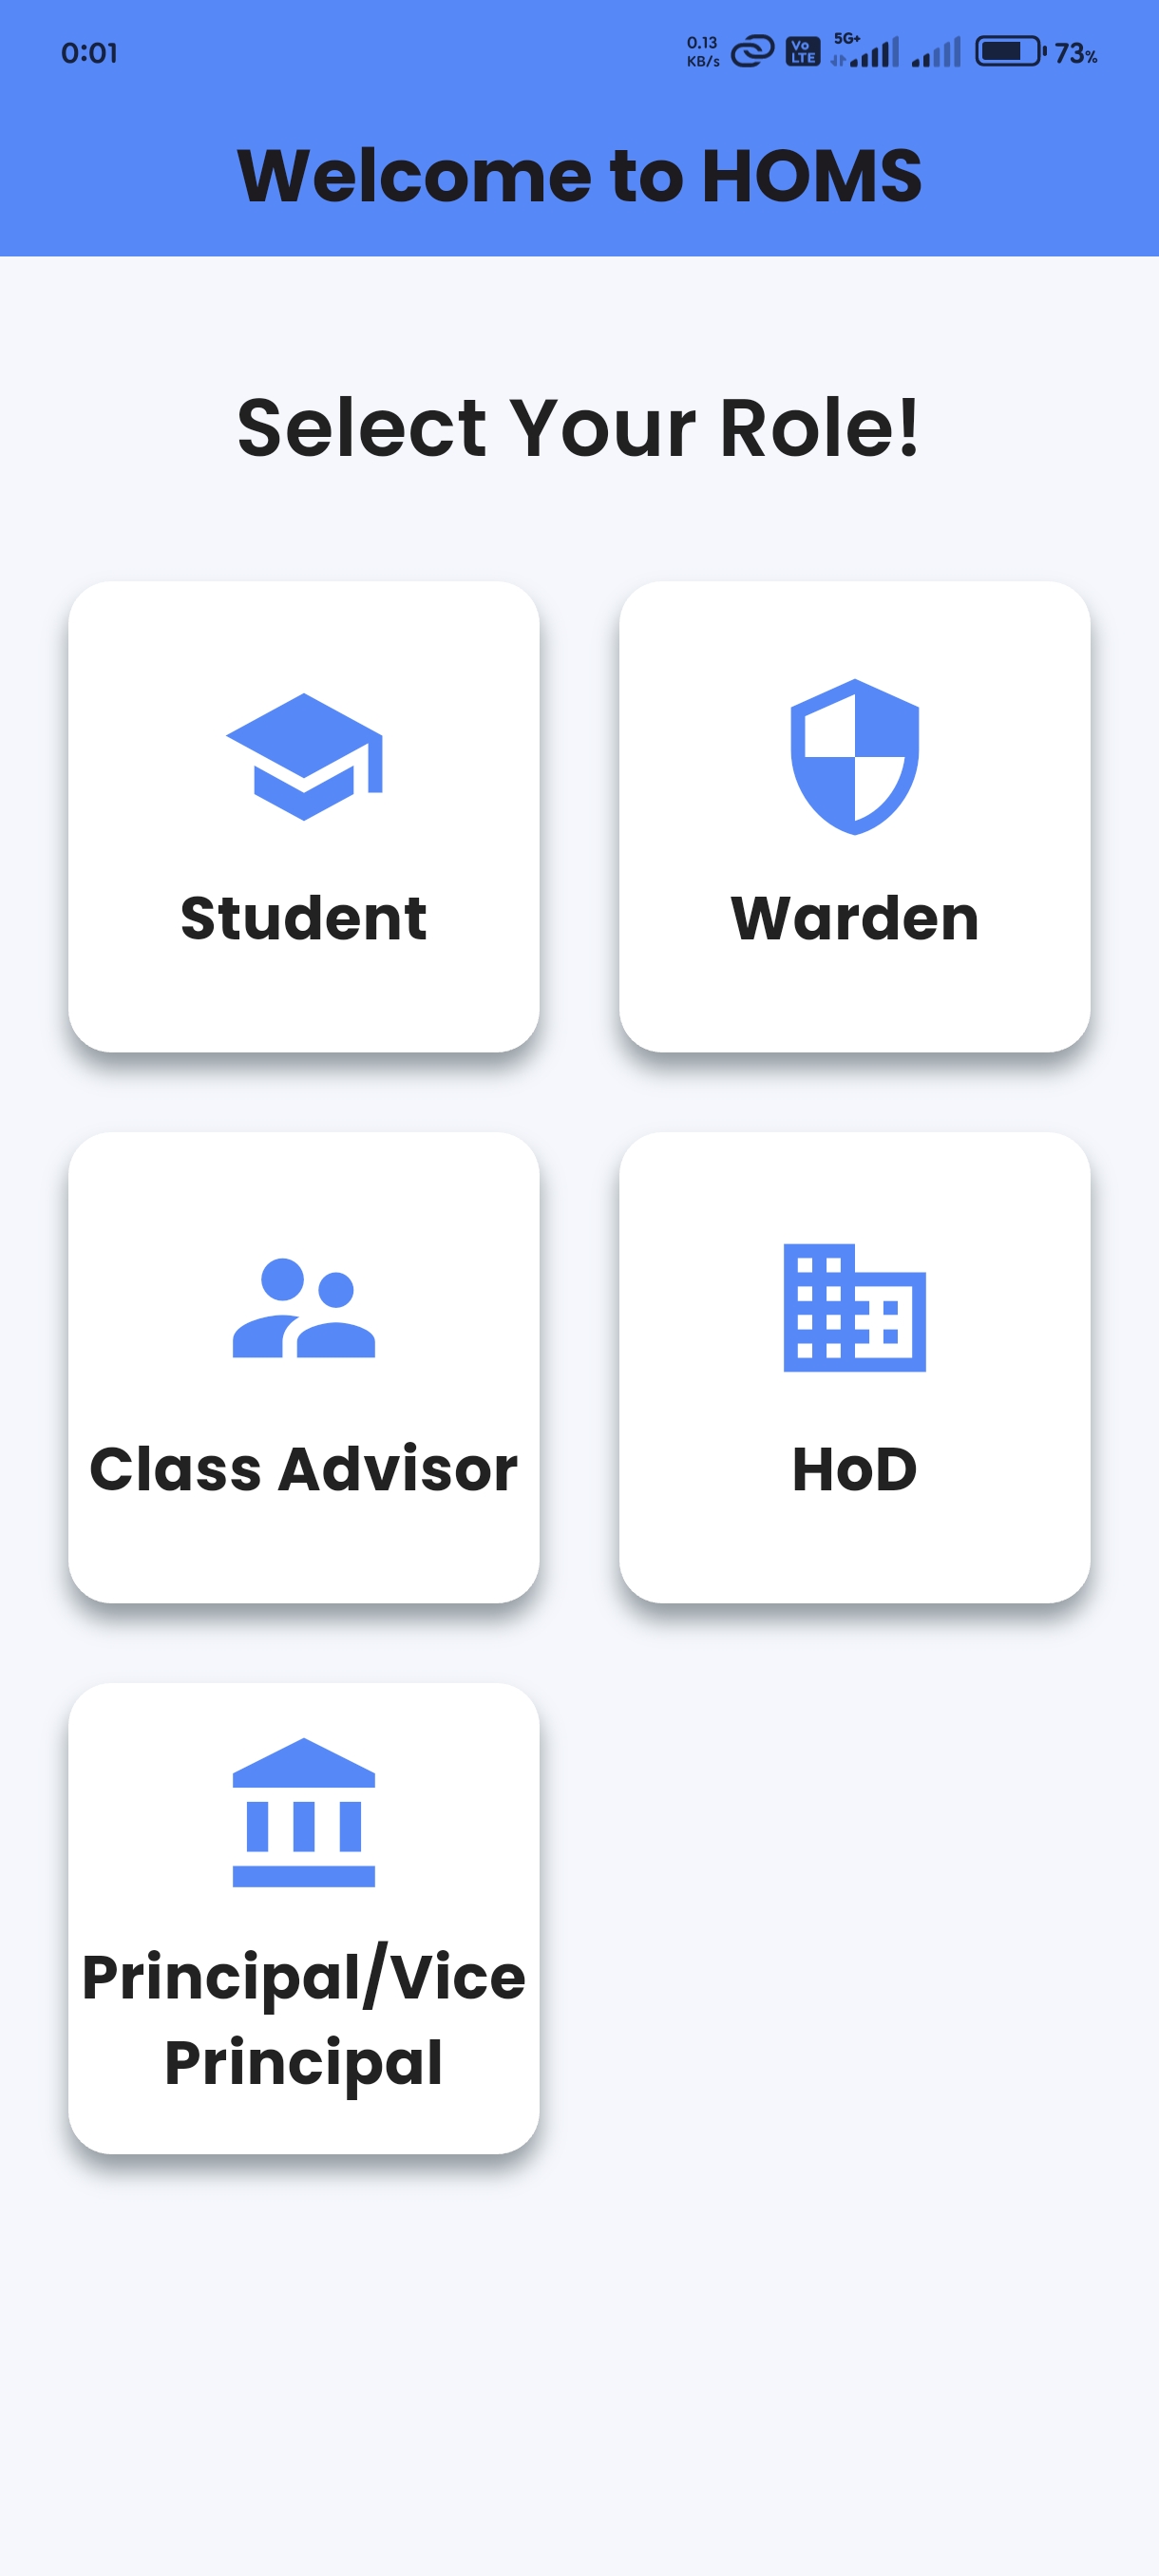 0:01
0.13
KB/s
Vo
LTE
5G+
73%
Welcome to HOMS
Select Your Role!
Student
Warden
Class Advisor
HoD
Principal/Vice
Principal